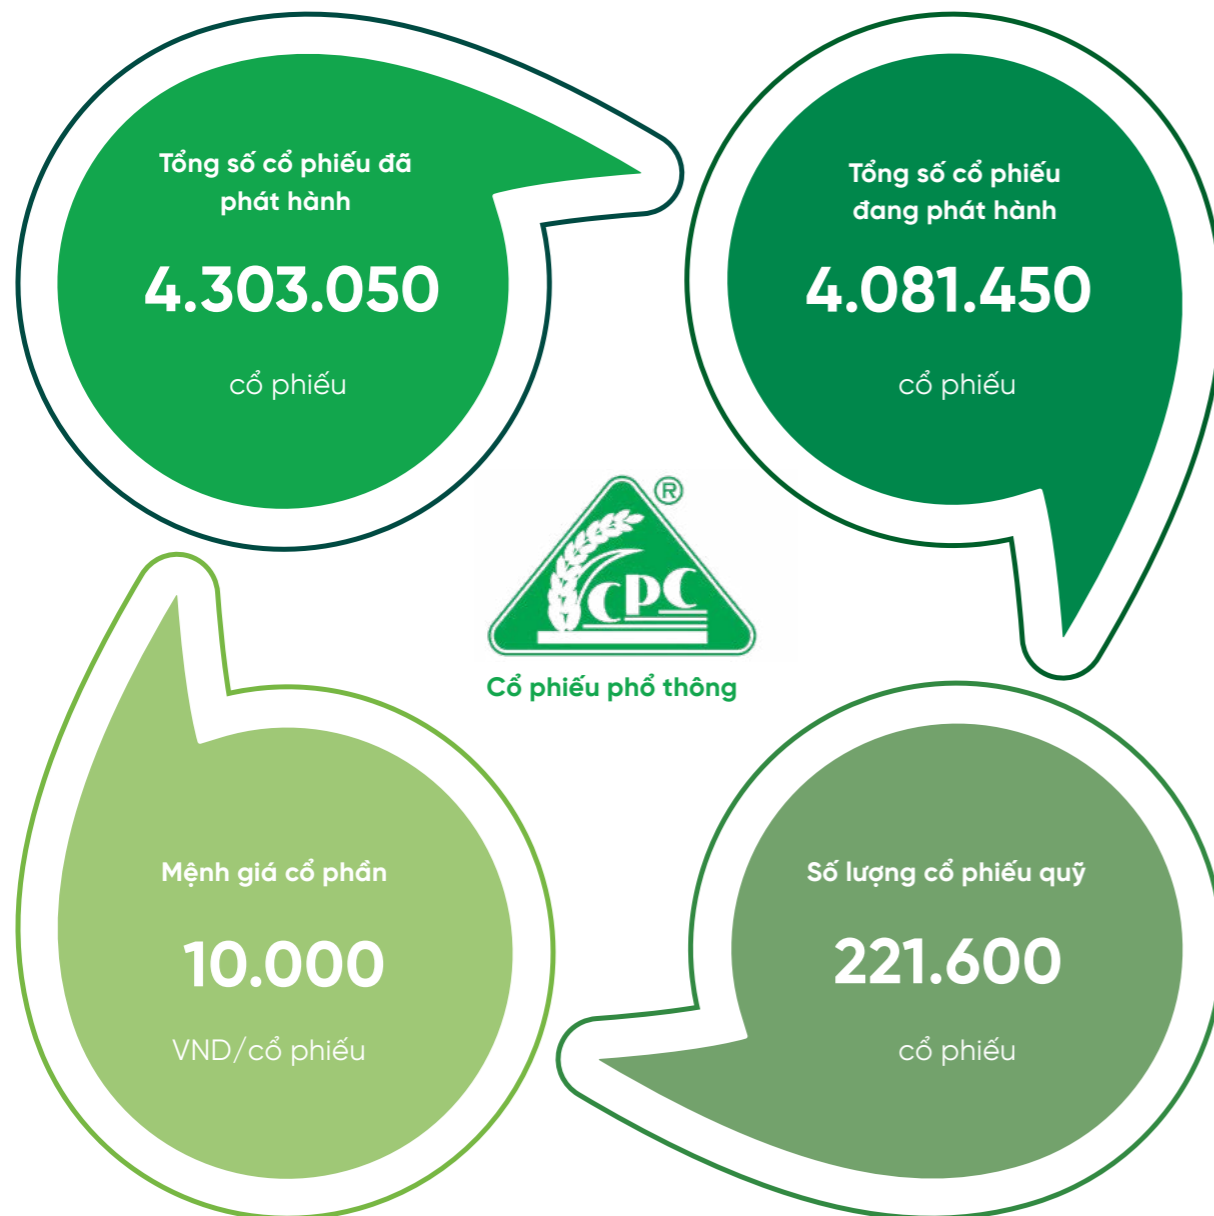 Tổng số cổ phiếu đã
phát hành
4.303.050
cổ phiếu
Tổng số cổ phiếu
đang phát hành
4.081.450
cổ phiếu
®
CPC
Cổ phiếu phổ thông
Mệnh giá cổ phần
10.000
VND/cổ phiếu
Số lượng cổ phiếu quỹ
221.600
cổ phiếu